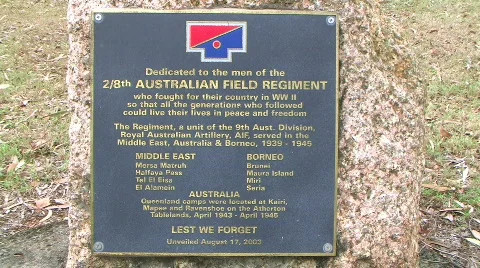 Dedicated to the men of the
2/8th AUSTRALIAN FIELD REGIMENT
who fought for their country in WW II
so that all the generations who followed
could live their lives in peace and freedom
The Regiment, a unit of the 9th Aust. Division,
Royal Australian Artillery, AIF, served in the
Middle East, Australia & Borneo, 1939 - 1945
MIDDLE EAST
Mersa Matruh
Halfaya Pass
Tel El Eisa
El Alamein
BORNEO
Brunei
Maura Island
Miri
Seria
AUSTRALIA
Queensland camps were located at Kairi,
Mapee and Ravenshoe on the Atherton
Tablelands, April 1943 - April 1945
LEST WE FORGET
Unveiled August 17, 2003